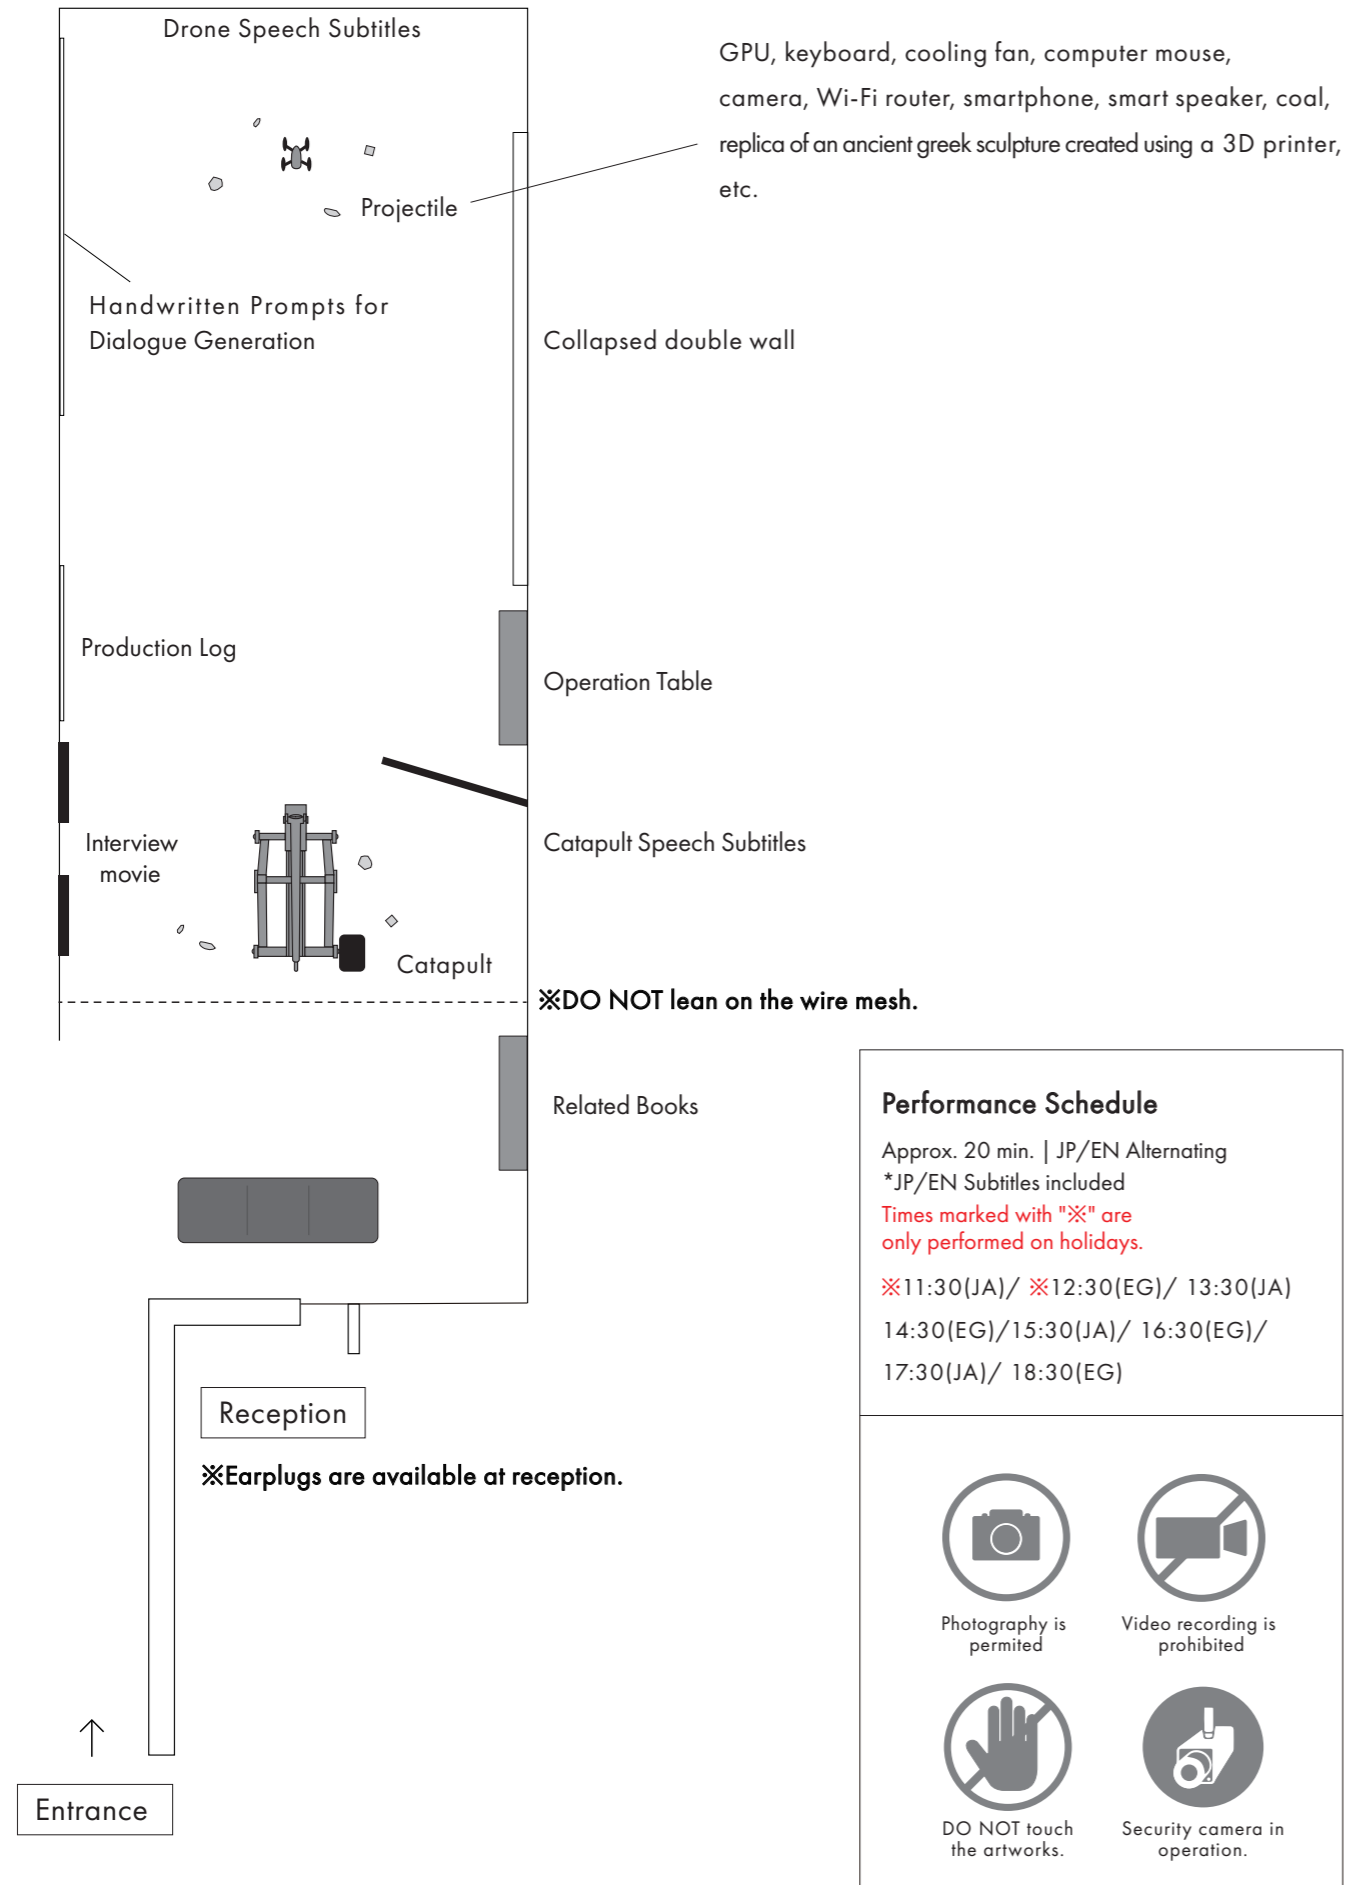 Drone Speech Subtitles
GPU, keyboard, cooling fan, computer mouse,
camera, Wi-Fi router, smartphone, smart speaker, coal,
replica of an ancient greek sculpture created using a 3D printer,
etc.
Projectile
Handwritten Prompts for
Dialogue Generation
Collapsed double wall
Production Log
Operation Table
Interview
movie
Catapult Speech Subtitles
Catapult
※DO NOT lean on the wire mesh.
Related Books
Performance Schedule
Approx. 20 min. | JP/EN Alternating
*JP/EN Subtitles included
Times marked with "※" are
only performed on holidays.
※11:30(JA)/ ※12:30(EG)/ 13:30(JA)
14:30(EG)/15:30(JA)/ 16:30(EG)/
17:30(JA)/ 18:30(EG)
Reception
※Earplugs are available at reception.
Photography is
permited
Video recording is
prohibited
DO NOT touch
the artworks.
Security camera in
operation.
Entrance